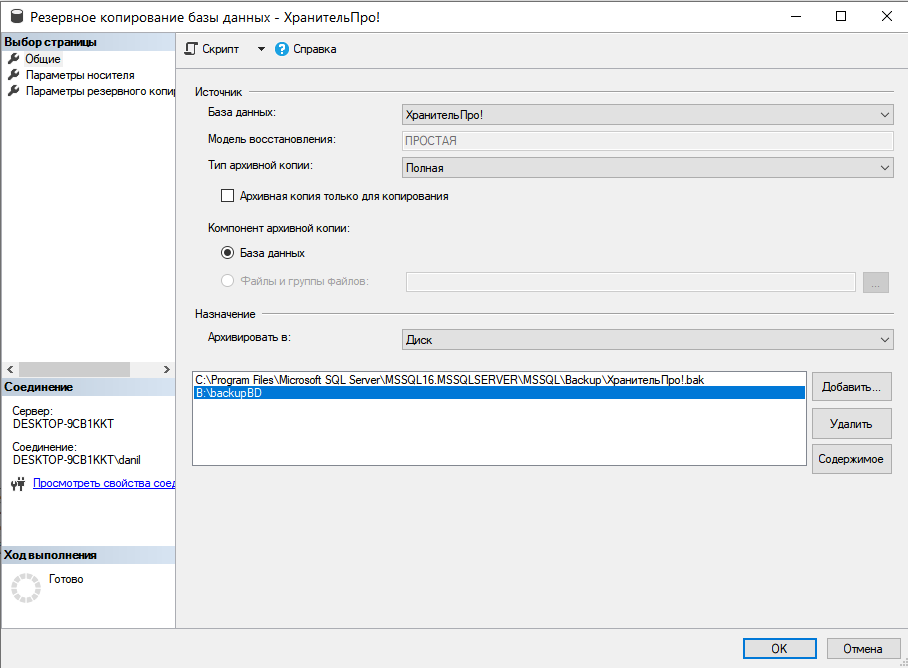 Резервное копирование базы данных - ХранительПро!
Выбор страницы
Общие
Параметры носителя
Параметры резервного копир
Скрипт
Справка
Источник
База данных:
ХранительПро!
Модель восстановления:
ПРОСТАЯ
Тип архивной копии:
Полная
Архивная копия только для копирования
Компонент архивной копии:
База данных
Файлы и группы файлов:
...
Назначение
Архивировать в:
Диск
C:\Program Files\Microsoft SQL Server\MSSQL16.MSSQLSERVER\MSSQL\Backup\ХранительПро!.bak
B:\backupBD
Добавить...
Удалить
Содержимое
Соединение
Сервер:
DESKTOP-9CB1KKT
Соединение:
DESKTOP-9CB1KKT\danil
Просмотреть свойства соед
Ход выполнения
Готово
ОК
Отмена